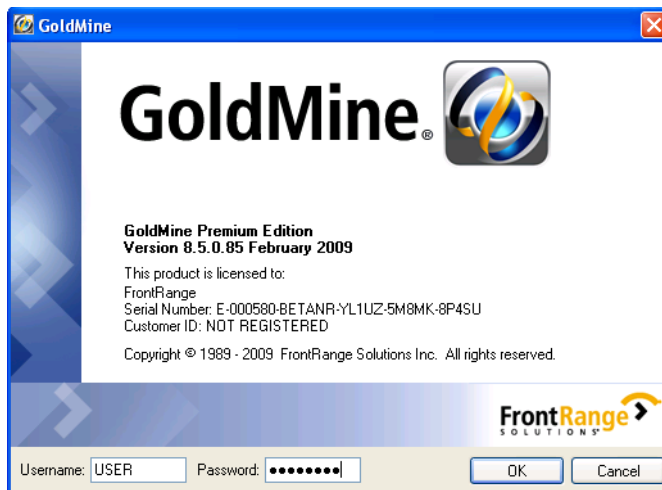 GoldMine
GoldMine®
GoldMine Premium Edition
Version 8.5.0.85 February 2009
This product is licensed to:
FrontRange
Serial Number: E-000580-BETANR-YL1UZ-5M8MK-8P4SU
Customer ID: NOT REGISTERED
Copyright © 1989 - 2009 FrontRange Solutions Inc. All rights reserved.
FrontRange
SOLUTIONS
Username: USER Password: ●●●●●●●● OK Cancel